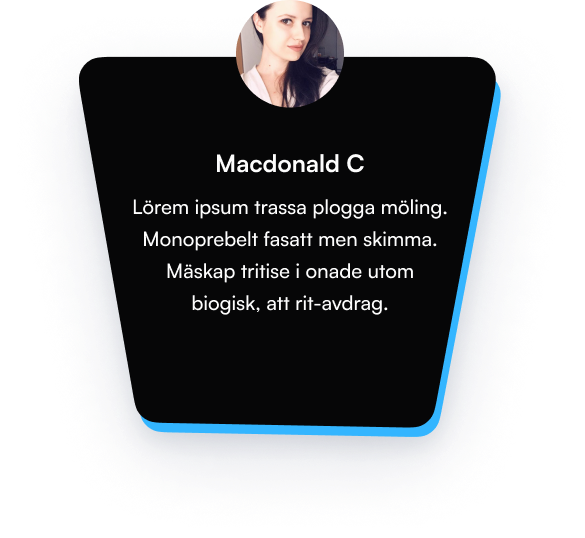 Macdonald C
Lörem ipsum trassa plogga möling.
Monoprebelt fasatt men skimma.
Mäskap tritise i onade utom
biogisk, att rit-avdrag.